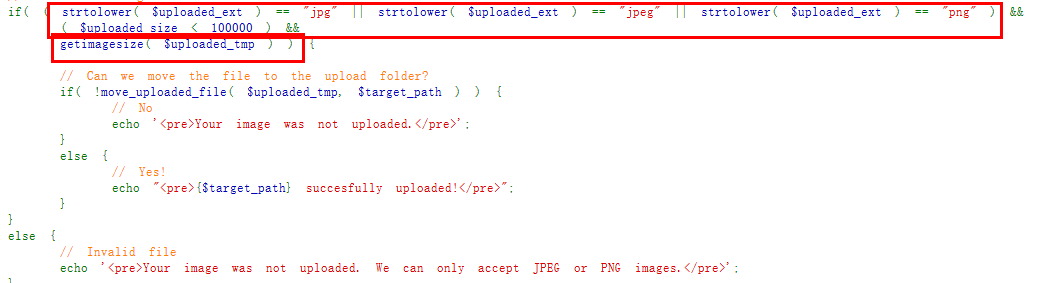 if( ( strtolower( $uploaded_ext ) == "jpg" || strtolower( $uploaded_ext ) == "jpeg" || strtolower( $uploaded_ext ) == "png" ) &&
( $uploaded_size < 100000 ) &&
getimagesize( $uploaded_tmp ) ) {
// Can we move the file to the upload folder?
if( !move_uploaded_file( $uploaded_tmp, $target_path ) ) {
// No
echo '<pre>Your image was not uploaded.</pre>';
}
else {
// Yes!
echo "<pre>{$target_path} succesfully uploaded!</pre>";
}
}
else {
// Invalid file
echo '<pre>Your image was not uploaded. We can only accept JPEG or PNG images.</pre>';